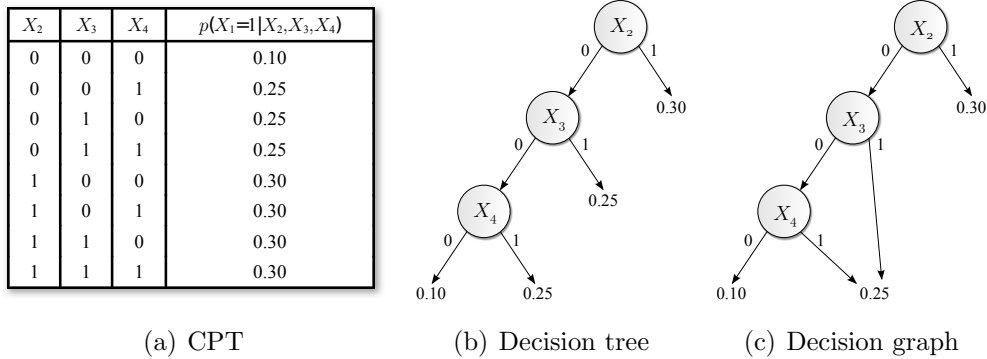 X₂ X₃ X₄ p(X₁=1|X₂,X₃,X₄)
0 0 0 0.10
0 0 1 0.25
0 1 0 0.25
0 1 1 0.25
1 0 0 0.30
1 0 1 0.30
1 1 0 0.30
1 1 1 0.30
(a) CPT
X₂
0 1
0.30
X₃
0 1
0.25
X₄
0 1
0.10 0.25
(b) Decision tree
X₂
0 1
0.30
X₃
0 1
X₄
0 1
0.10 0.25
(c) Decision graph